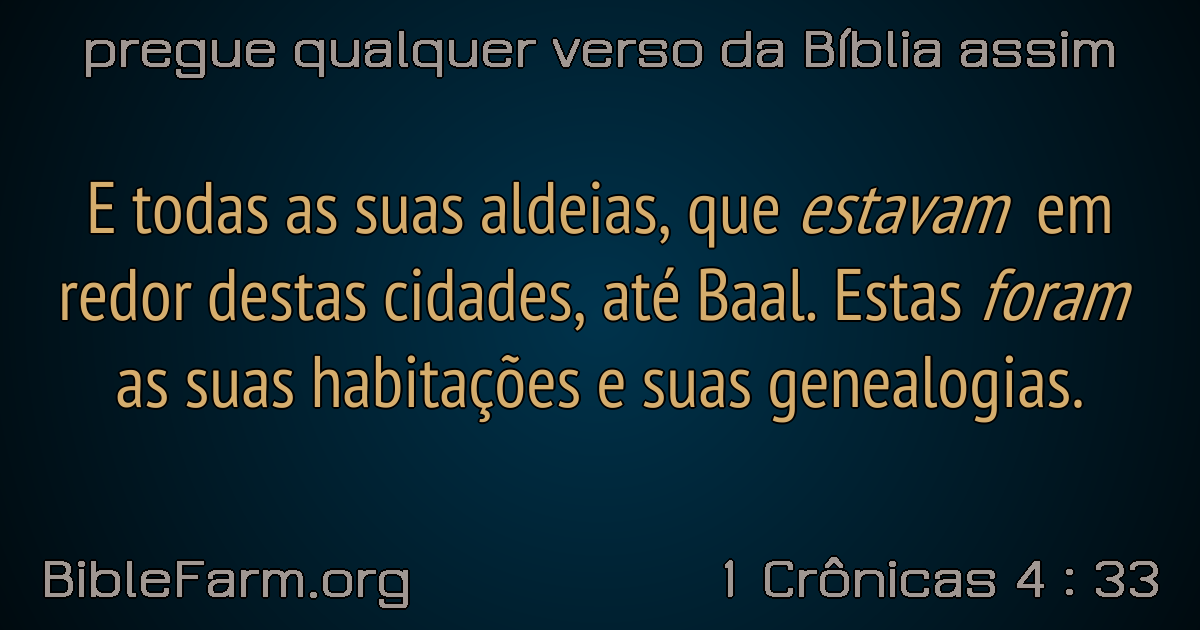 pregue qualquer verso da Bíblia assim
E todas as suas aldeias, que estavam em
redor destas cidades, até Baal. Estas foram
as suas habitações e suas genealogias.
BibleFarm.org
1 Crônicas 4 : 33